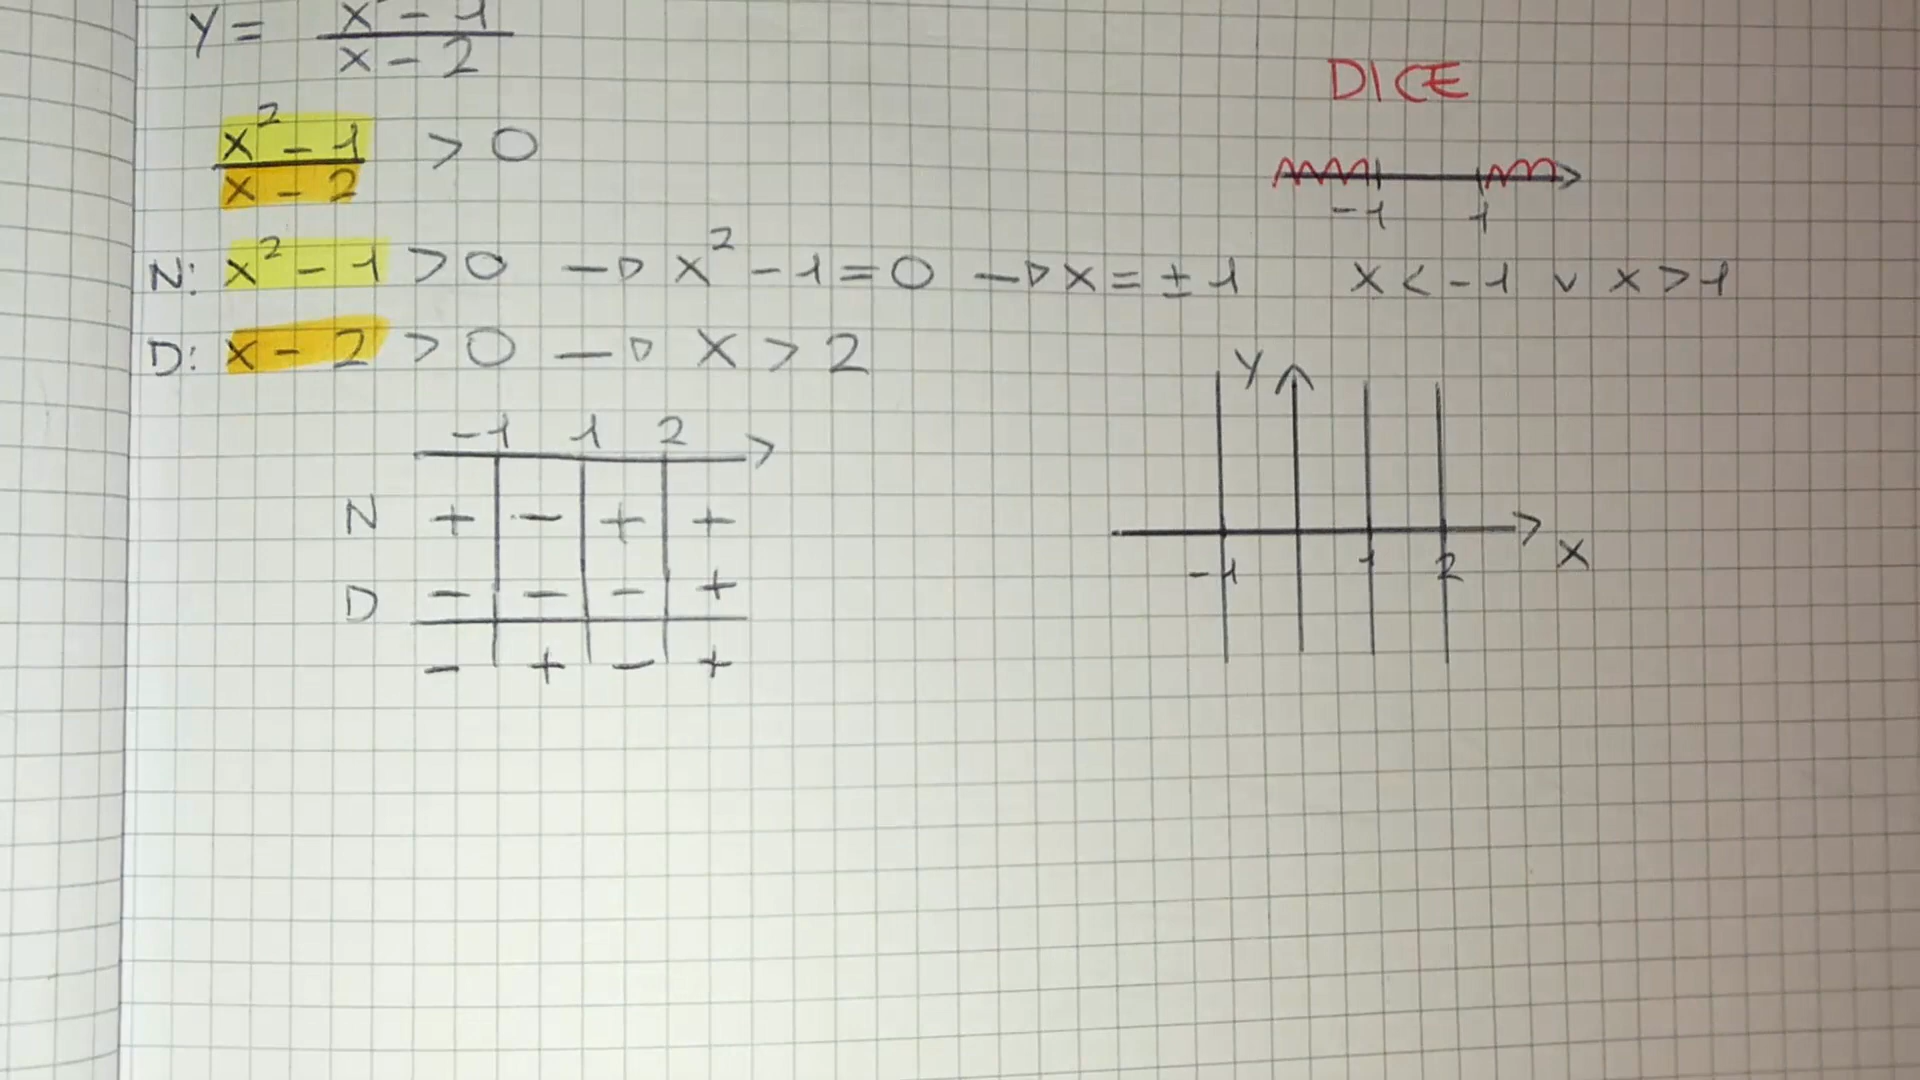 Y = x² - 1 / x - 2
DICE
x² - 1 / x - 2 > 0
-1 1
N: x² - 1 > 0 -▷ x² - 1 = 0 -▷ x = ± 1 x < -1 ∨ x > 1
D: x - 2 > 0 -▷ x > 2
Y
-1 1 2
N + - + +
D - - - +
- + - +
-1 1 2 X